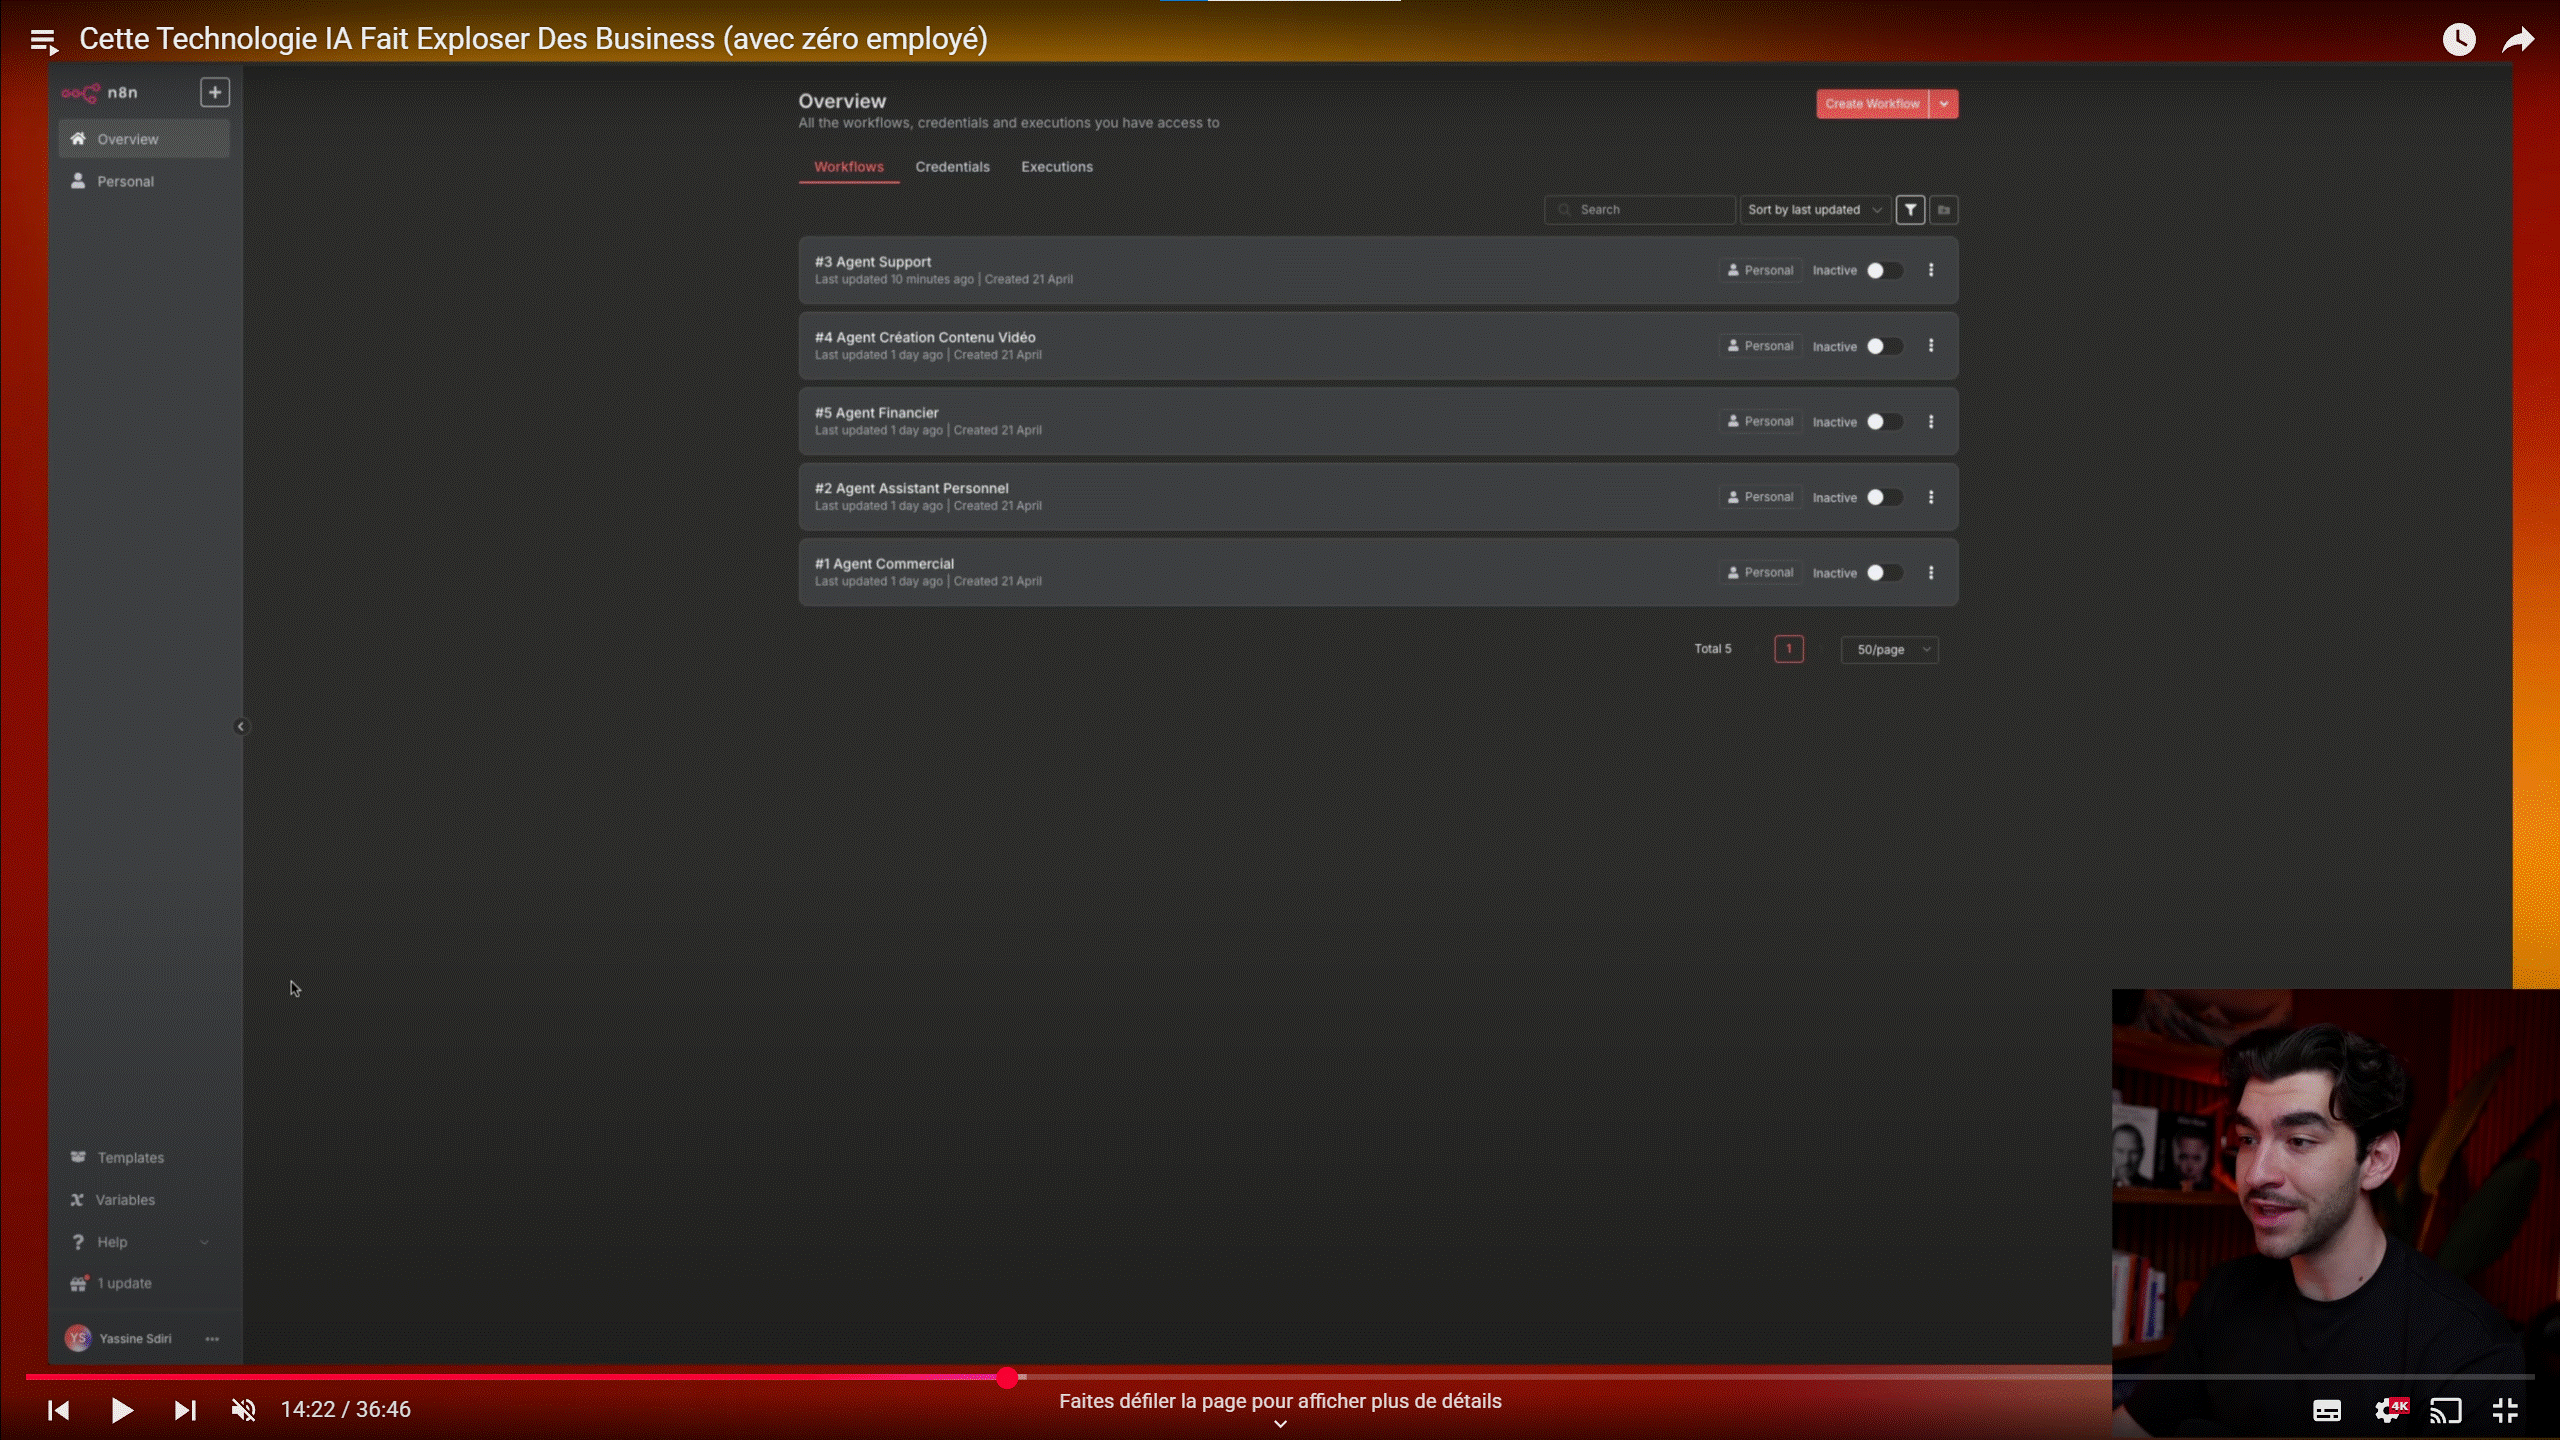 Cette Technologie IA Fait Exploser Des Business (avec zéro employé)
n8n
Overview
Personal
Overview
All the workflows, credentials and executions you have access to
Create Workflow
Workflows Credentials Executions
Search
Sort by last updated
#3 Agent Support
Last updated 10 minutes ago | Created 21 April
Personal
Inactive
#4 Agent Création Contenu Vidéo
Last updated 1 day ago | Created 21 April
Personal
Inactive
#5 Agent Financier
Last updated 1 day ago | Created 21 April
Personal
Inactive
#2 Agent Assistant Personnel
Last updated 1 day ago | Created 21 April
Personal
Inactive
#1 Agent Commercial
Last updated 1 day ago | Created 21 April
Personal
Inactive
Total 5
1
50/page
Templates
Variables
Help
1 update
YS
Yassine Sdiri
14:22 / 36:46
Faites défiler la page pour afficher plus de détails
4K